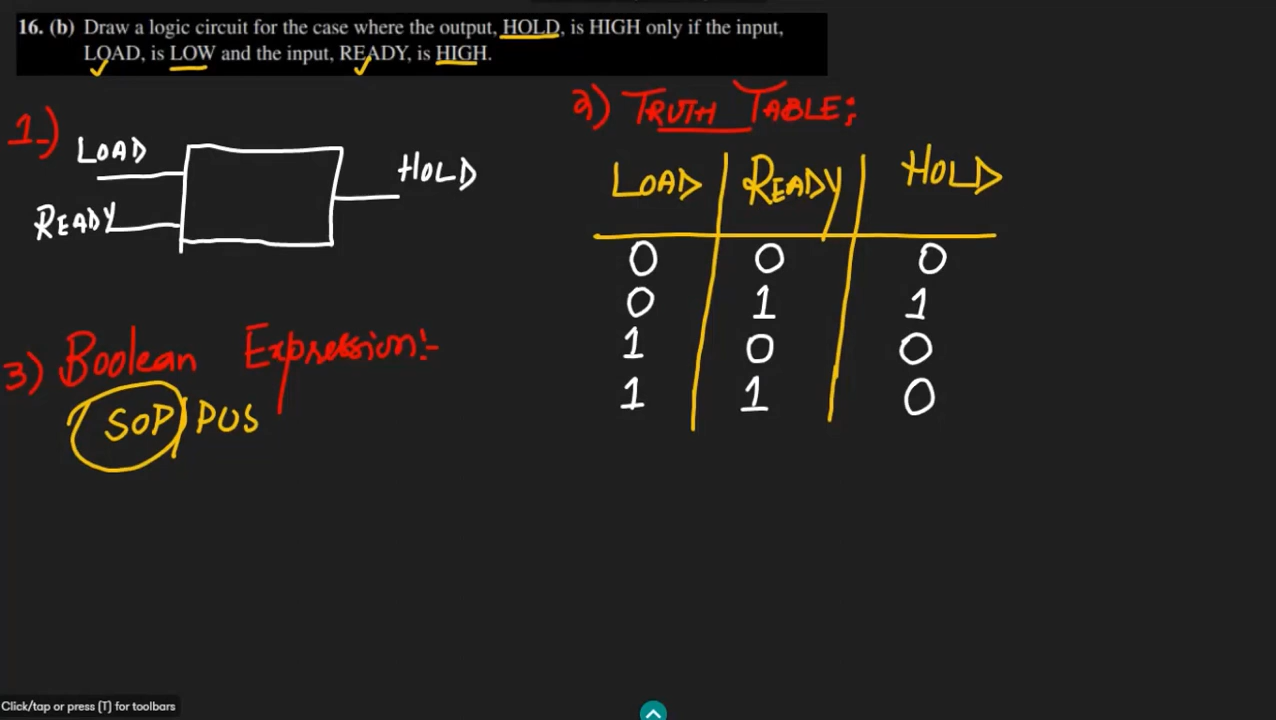 16. (b) Draw a logic circuit for the case where the output, HOLD, is HIGH only if the input,
LOAD, is LOW and the input, READY, is HIGH.
1.)
LOAD
READY
HOLD
2) TRUTH TABLE:
LOAD READY HOLD
0 0 0
0 1 1
1 0 0
1 1 0
3) Boolean Expression:-
SOP POS
Click/tap or press (T) for toolbars